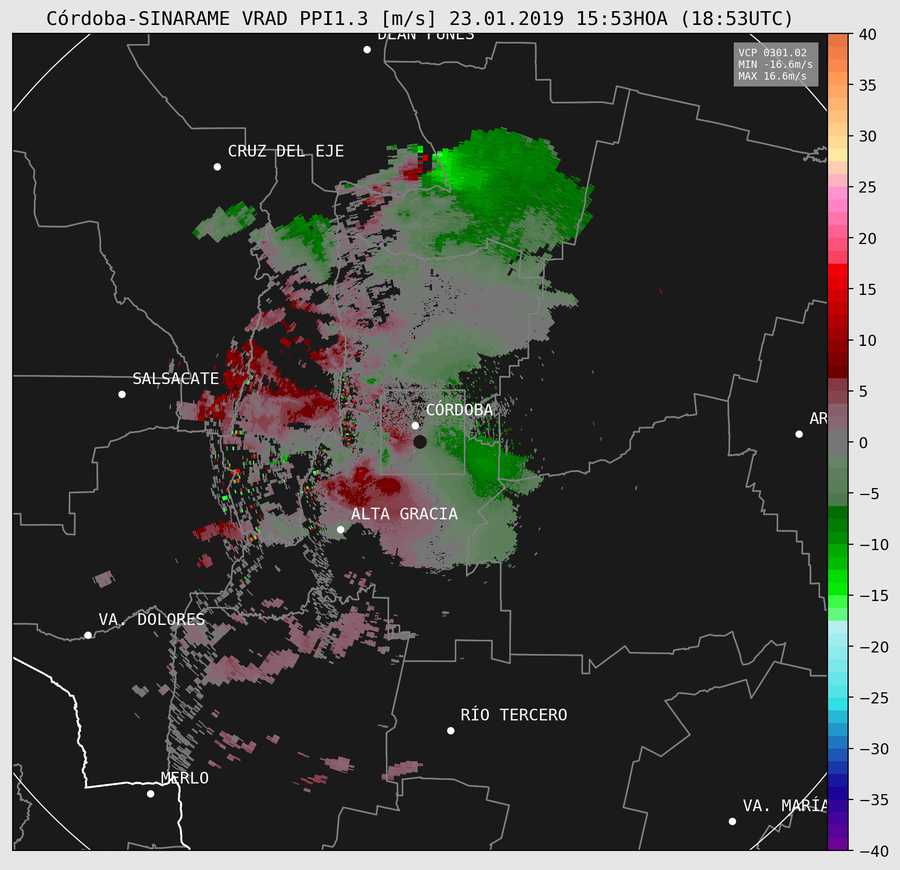 Córdoba-SINARAME VRAD PPI1.3 [m/s] 23.01.2019 15:53HOA (18:53UTC)
DEAN FUNES
VCP 0301.02
MIN -16.6m/s
MAX 16.6m/s
CRUZ DEL EJE
SALSACATE
CÓRDOBA
AR
ALTA GRACIA
VA. DOLORES
RÍO TERCERO
MERLO
VA. MARÍA
40
35
30
25
20
15
10
5
0
−5
−10
−15
−20
−25
−30
−35
−40